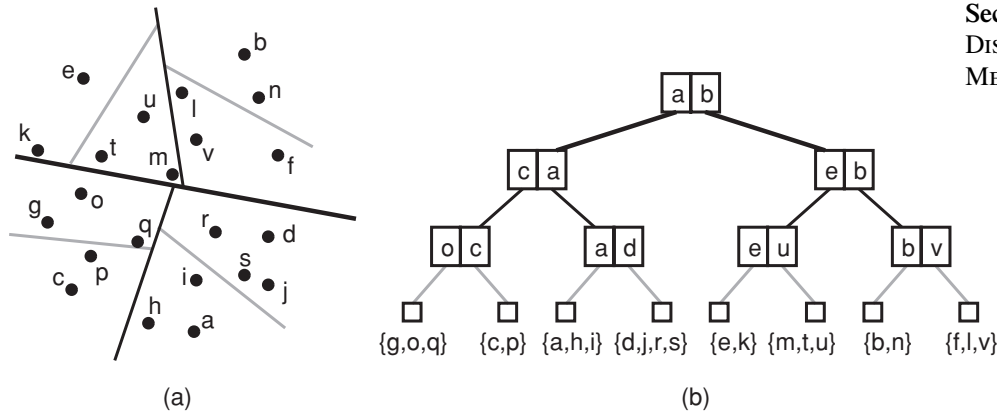 Sec
DIS
ME
b
e
n
u
l
k
t
v
m
f
o
g
q
r
d
p
s
c
i
j
h
a
(a)
a b
c a
e b
o c
a d
e u
b v
{g,o,q} {c,p} {a,h,i} {d,j,r,s} {e,k} {m,t,u} {b,n} {f,l,v}
(b)